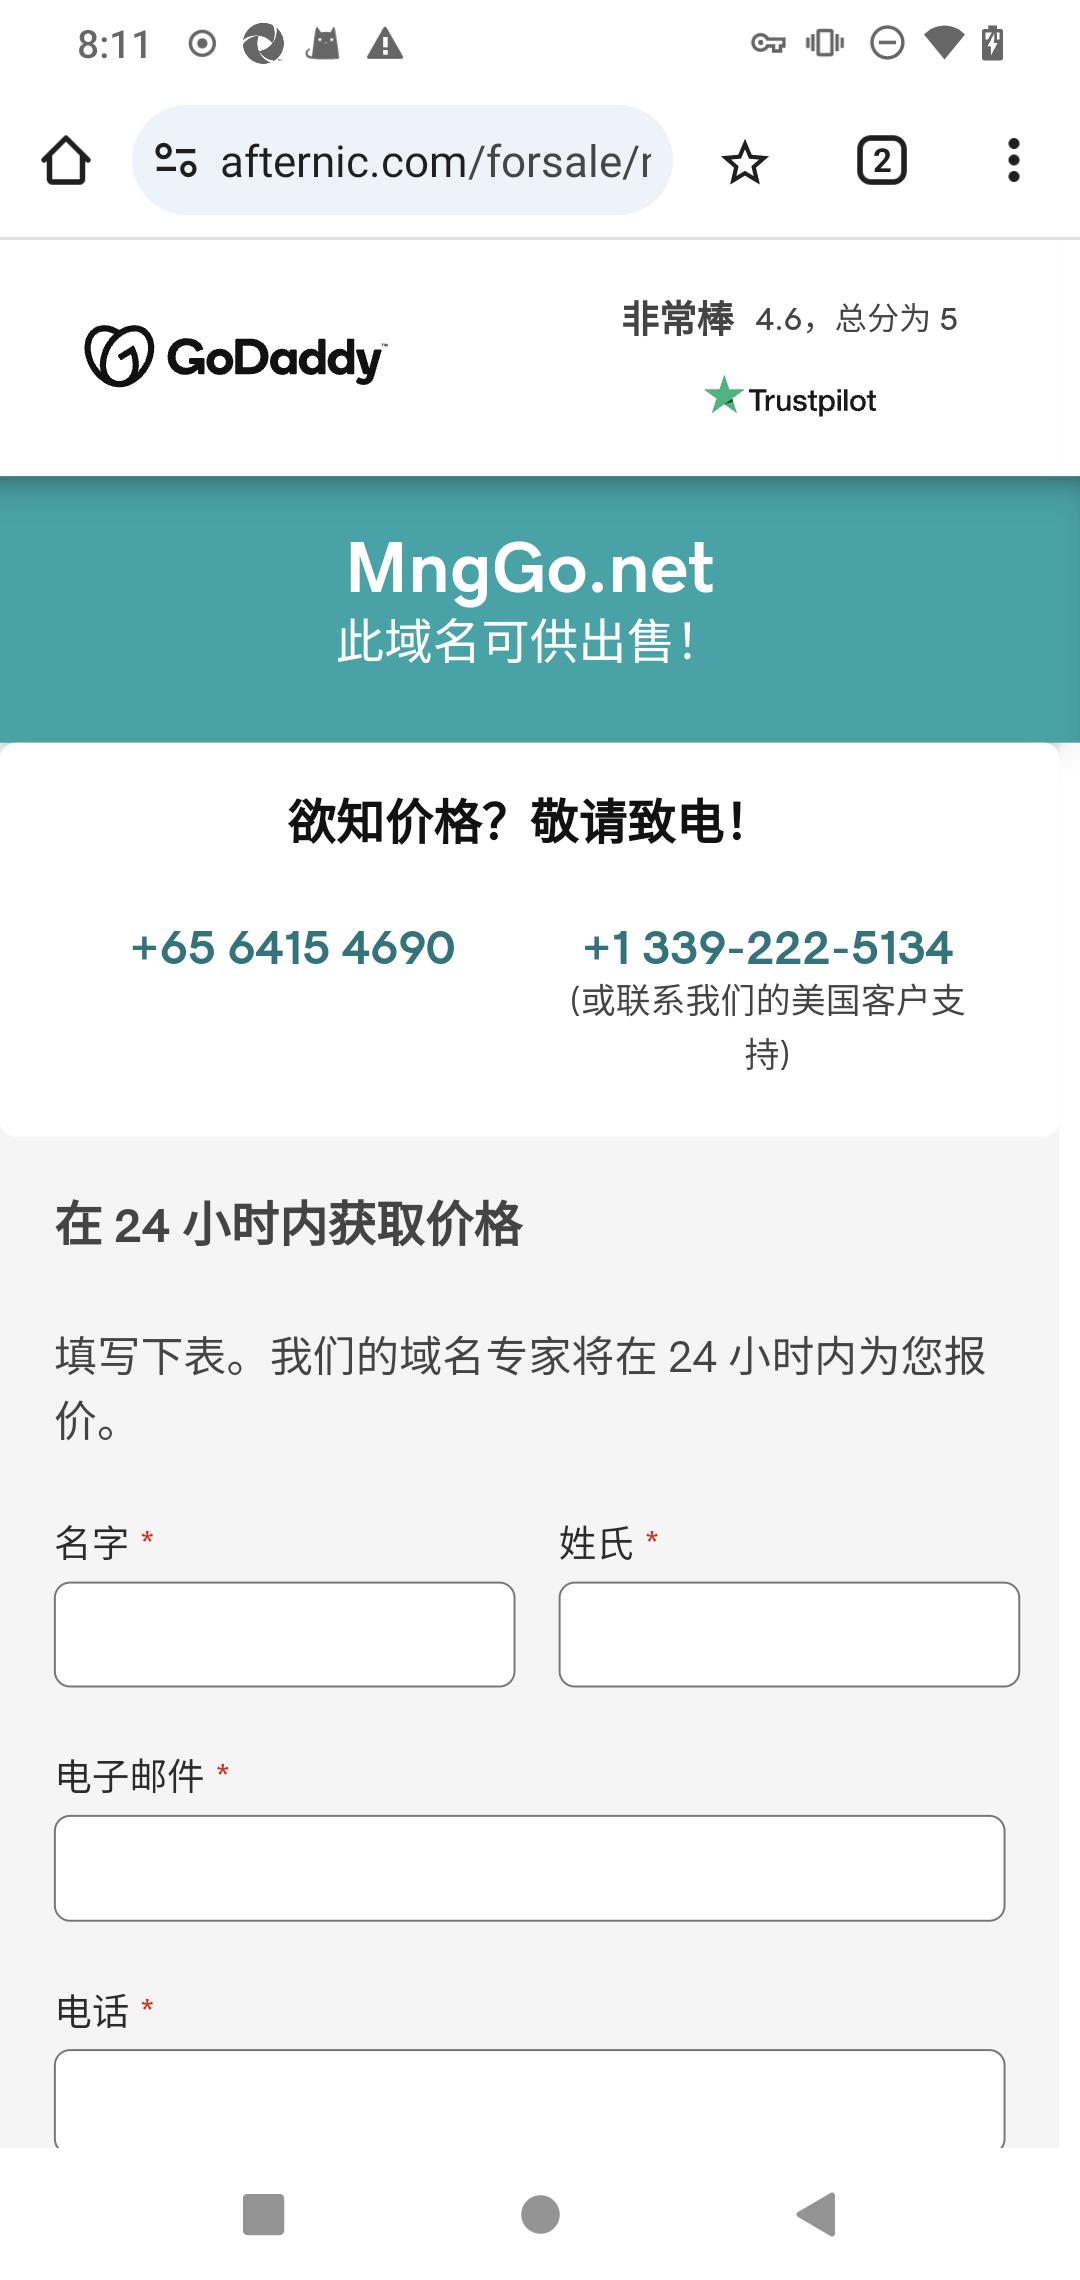 8:11
afternic.com/forsale/
2
GoDaddy™
非常棒 4.6，总分为 5
Trustpilot
MngGo.net
此域名可供出售！
欲知价格？敬请致电！
+65 6415 4690
+1 339-222-5134
(或联系我们的美国客户支
持)
在 24 小时内获取价格
填写下表。我们的域名专家将在 24 小时内为您报
价。
名字 *
姓氏 *
电子邮件 *
电话 *